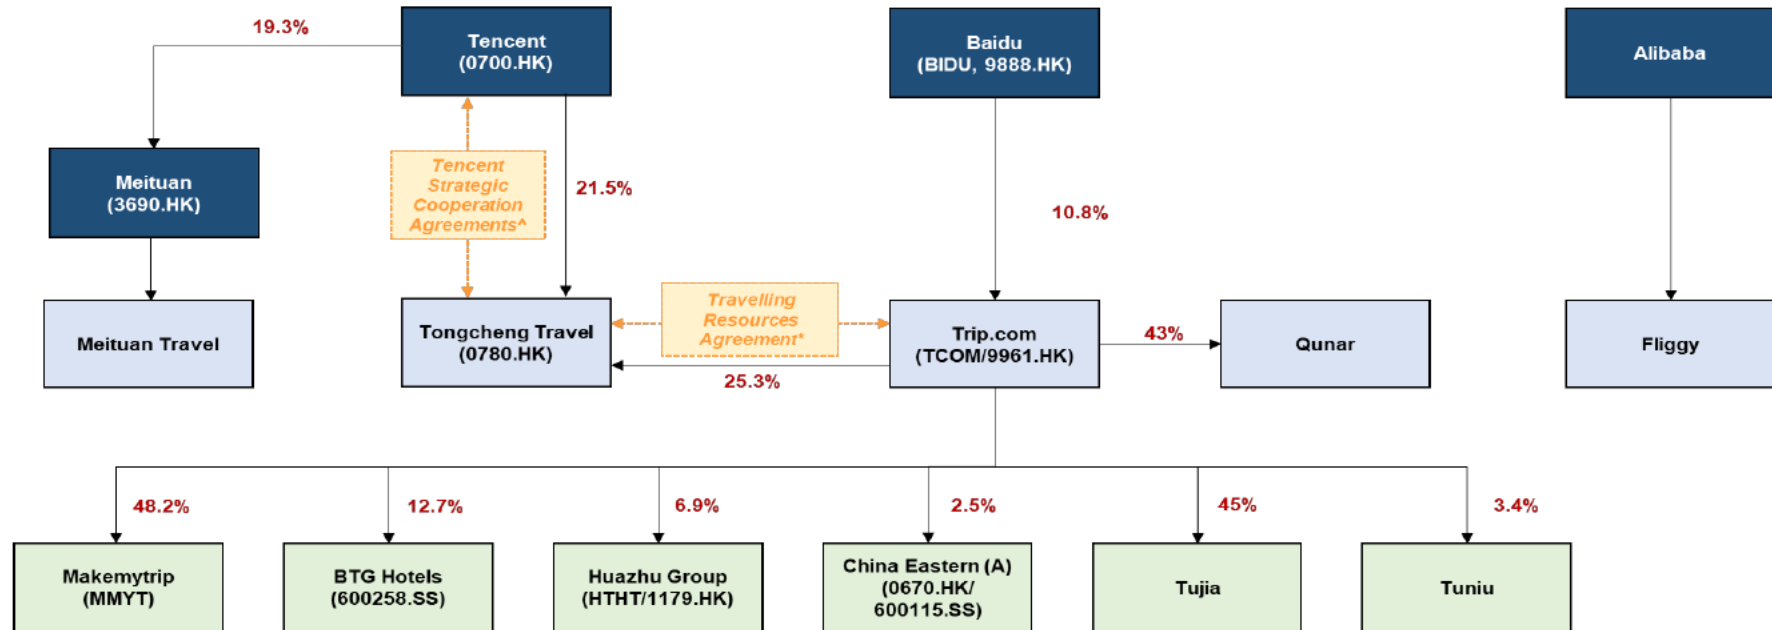 19.3%
Tencent
(0700.HK)
Baidu
(BIDU, 9888.HK)
Alibaba
Meituan
(3690.HK)
Tencent
Strategic
Cooperation
Agreements^
21.5%
10.8%
Meituan Travel
Tongcheng Travel
(0780.HK)
Travelling
Resources
Agreement*
25.3%
Trip.com
(TCOM/9961.HK)
43%
Qunar
Fliggy
48.2%
12.7%
6.9%
2.5%
45%
3.4%
Makemytrip
(MMYT)
BTG Hotels
(600258.SS)
Huazhu Group
(HTHT/1179.HK)
China Eastern (A)
(0670.HK/
600115.SS)
Tujia
Tuniu